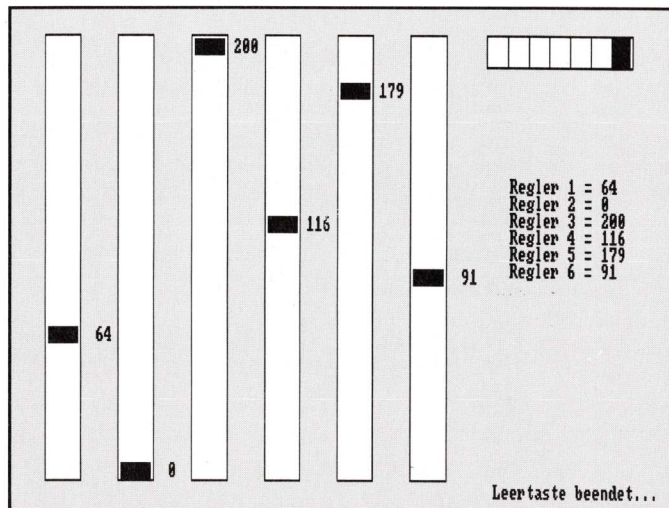 200
179
116
91
64
0
Regler 1 = 64
Regler 2 = 0
Regler 3 = 200
Regler 4 = 116
Regler 5 = 179
Regler 6 = 91
Leertaste beendet...